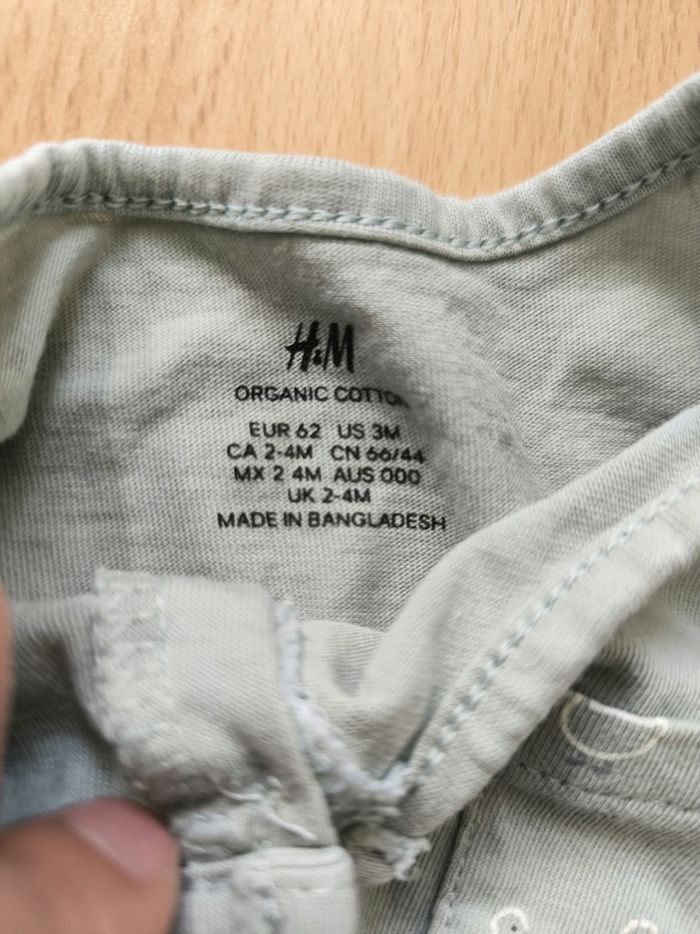 H&M
ORGANIC COTTON
EUR 62 US 3M
CA 2-4M CN 66/44
MX 2 4M AUS 000
UK 2-4M
MADE IN BANGLADESH